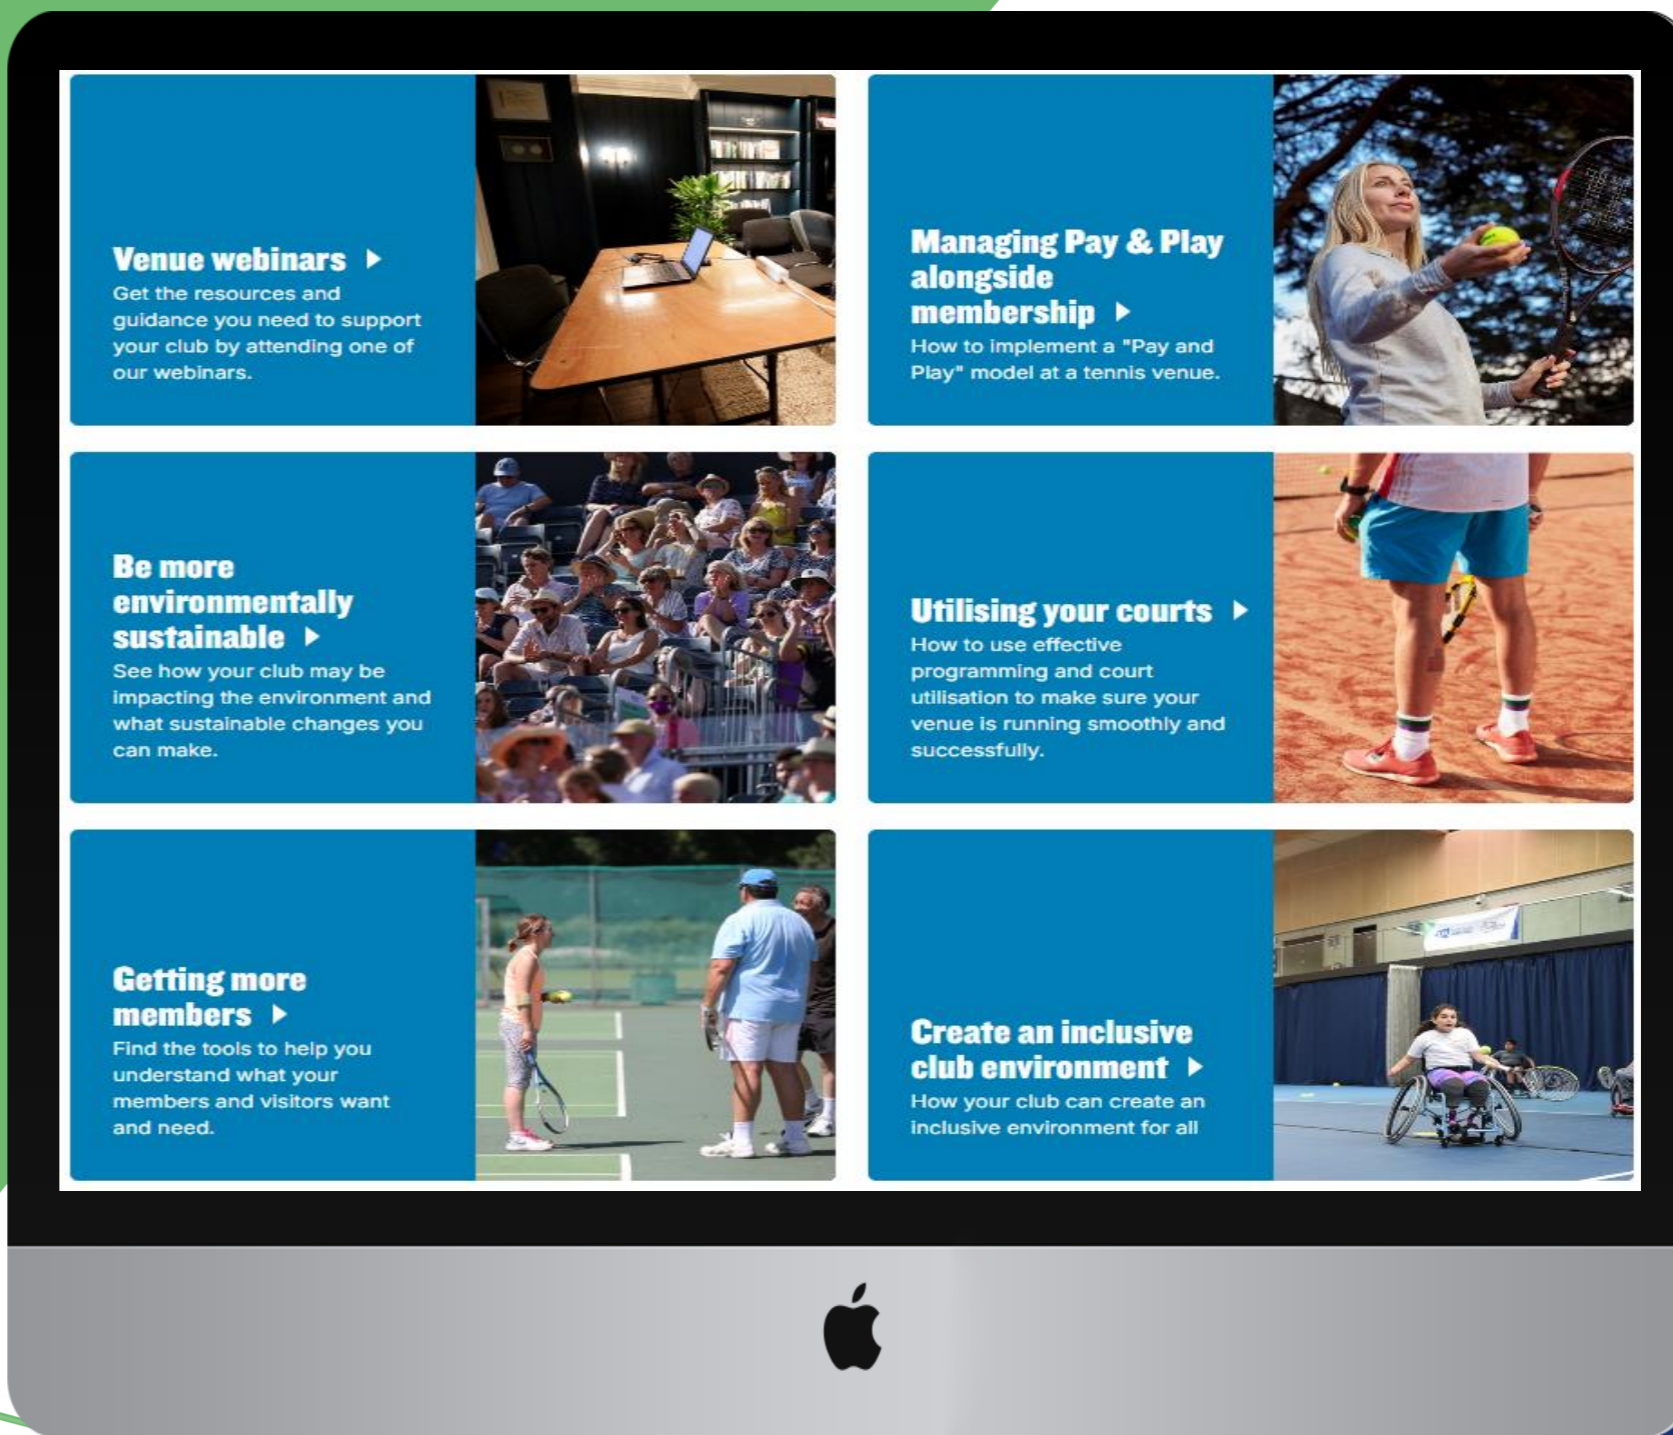 Venue webinars
Get the resources and
guidance you need to support
your club by attending one of
our webinars.
Managing Pay & Play
alongside
membership
How to implement a "Pay and
Play" model at a tennis venue.
Be more
environmentally
sustainable
See how your club may be
impacting the environment and
what sustainable changes you
can make.
Utilising your courts
How to use effective
programming and court
utilisation to make sure your
venue is running smoothly and
successfully.
Getting more
members
Find the tools to help you
understand what your
members and visitors want
and need.
Create an inclusive
club environment
How your club can create an
inclusive environment for all